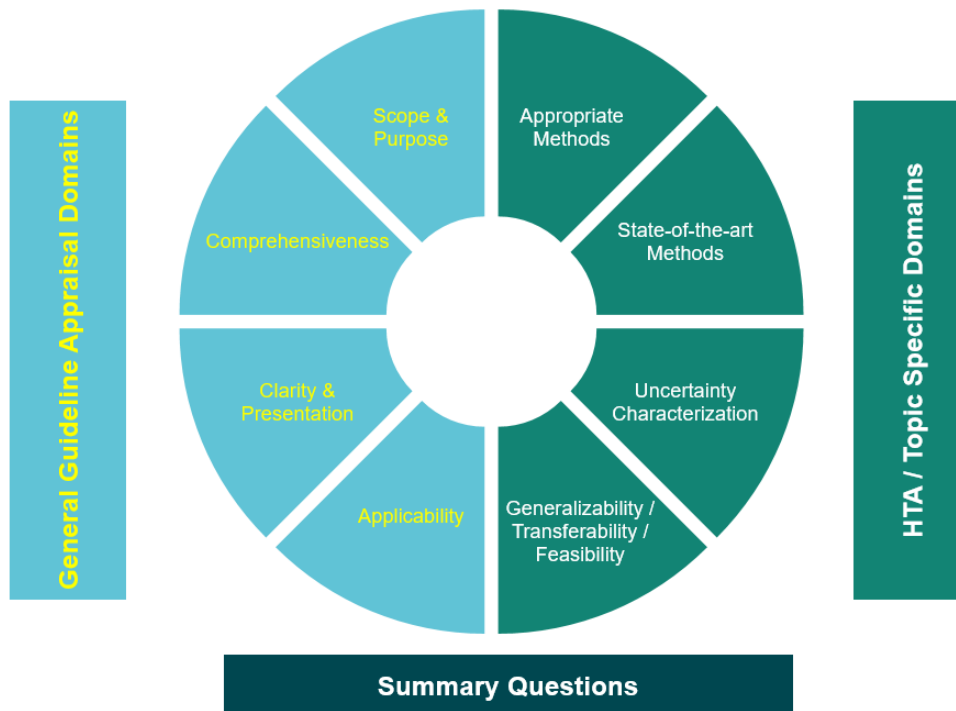 General Guideline Appraisal Domains
Scope &
Purpose
Comprehensiveness
Clarity &
Presentation
Applicability
Appropriate
Methods
State-of-the-art
Methods
Uncertainty
Characterization
Generalizability /
Transferability /
Feasibility
HTA / Topic Specific Domains
Summary Questions